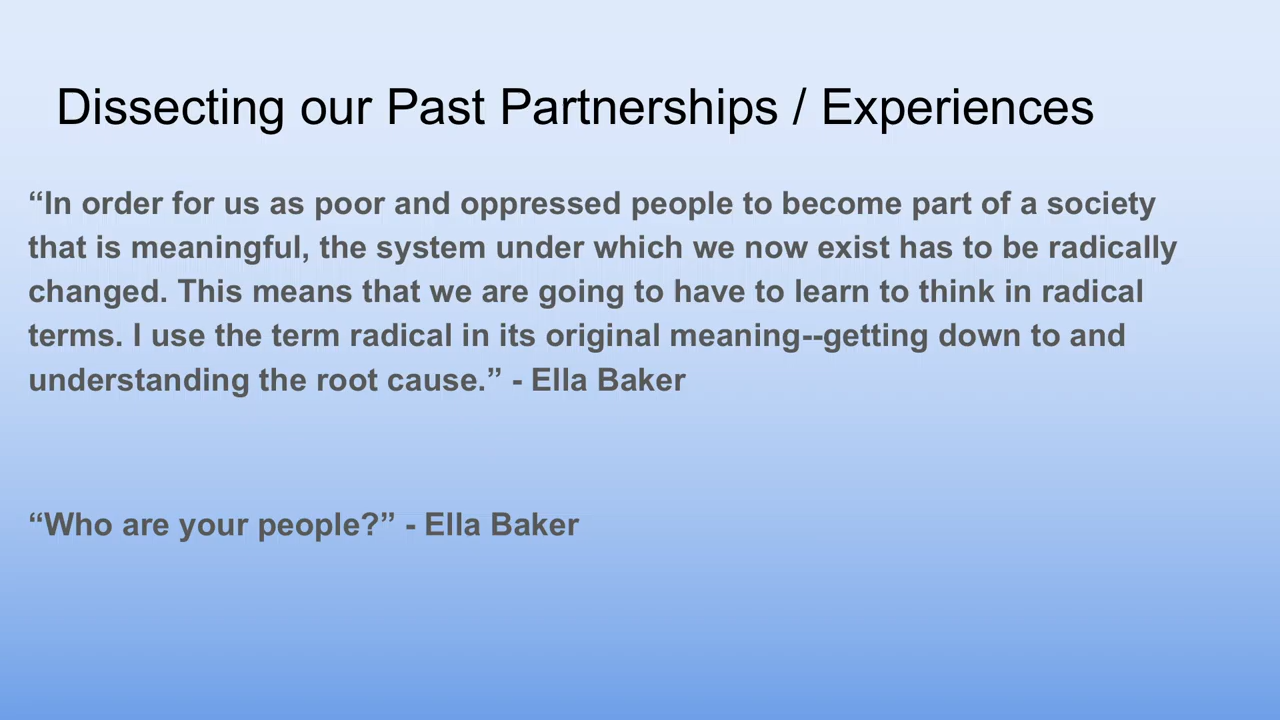 Dissecting our Past Partnerships / Experiences
“In order for us as poor and oppressed people to become part of a society
that is meaningful, the system under which we now exist has to be radically
changed. This means that we are going to have to learn to think in radical
terms. I use the term radical in its original meaning--getting down to and
understanding the root cause.” - Ella Baker
“Who are your people?” - Ella Baker